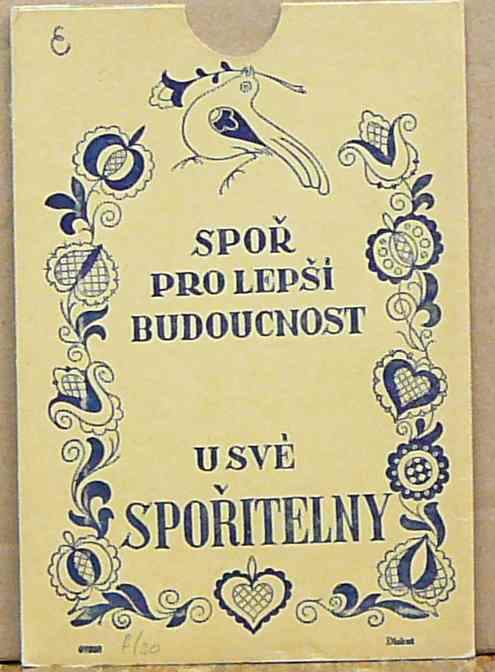 SPOŘ
PRO LEPŠÍ
BUDOUCNOST
U SVÉ
SPOŘITELNY